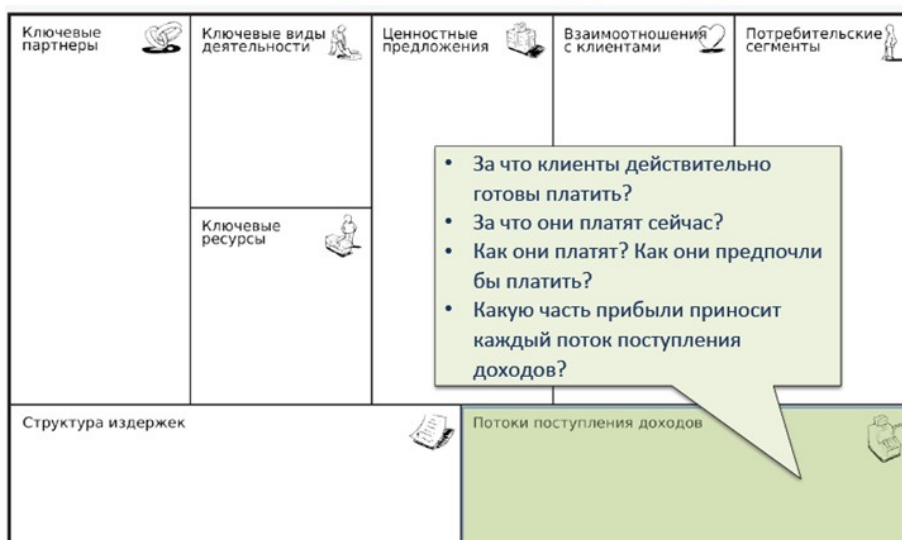 Ключевые
партнеры
Ключевые виды
деятельности
Ключевые
ресурсы
Ценностные
предложения
Взаимоотношения
с клиентами
Потребительские
сегменты
• За что клиенты действительно
готовы платить?
• За что они платят сейчас?
• Как они платят? Как они предпочли
бы платить?
• Какую часть прибыли приносит
каждый поток поступления
доходов?
Структура издержек
Потоки поступления доходов